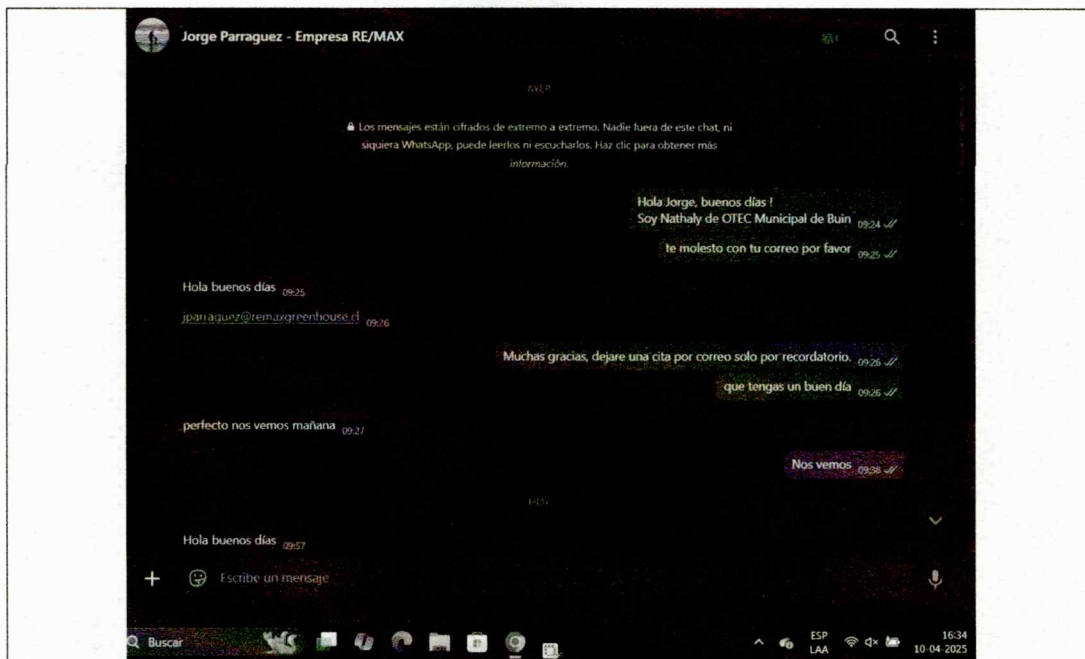 Jorge Parraguez - Empresa RE/MAX
AYER
Los mensajes están cifrados de extremo a extremo. Nadie fuera de este chat, ni
siquiera WhatsApp, puede leerlos ni escucharlos. Haz clic para obtener más
información.
Hola Jorge, buenos días !
Soy Nathaly de OTEC Municipal de Buin 09:24
te molesto con tu correo por favor 09:25
Hola buenos días 09:25
jparraguez@remaxgreenhouse.cl 09:26
Muchas gracias, dejare una cita por correo solo por recordatorio. 09:26
que tengas un buen día 09:26
perfecto nos vemos mañana 09:27
Nos vemos 09:38
HOY
Hola buenos días 09:57
Escribe un mensaje
Buscar
ESP
LAA
16:34
10-04-2025